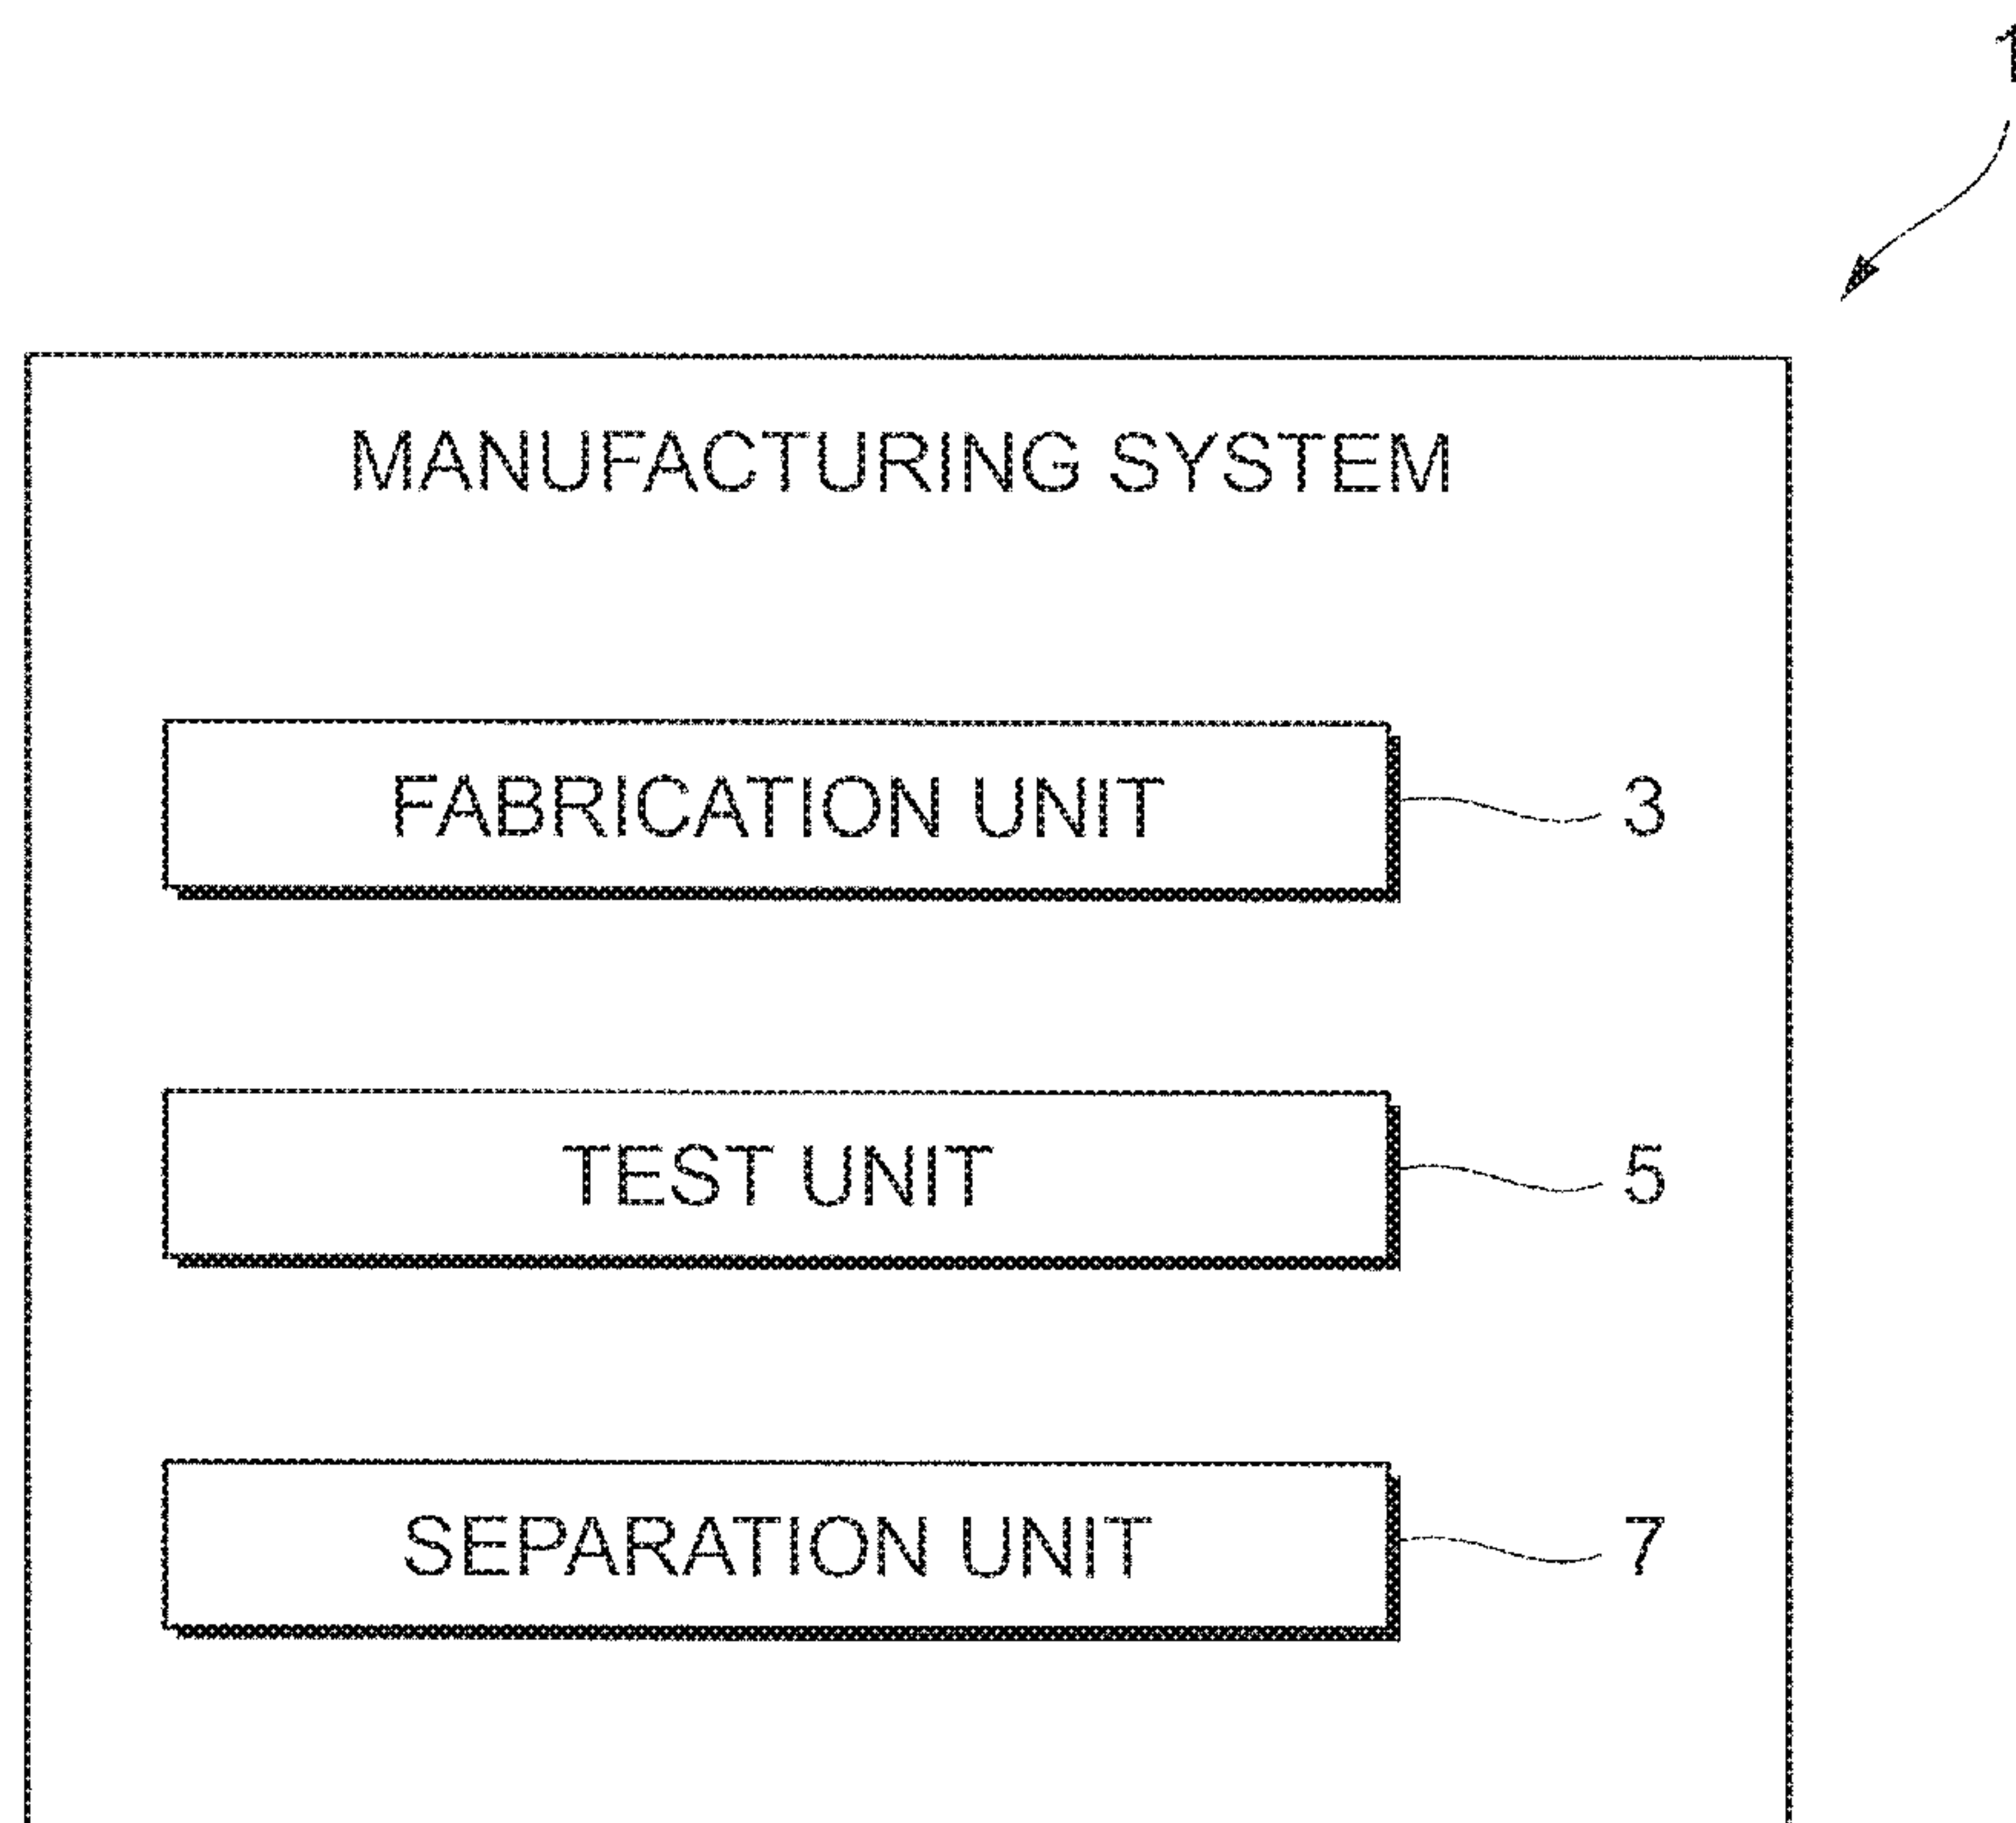 1
MANUFACTURING SYSTEM
FABRICATION UNIT 3
TEST UNIT 5
SEPARATION UNIT 7